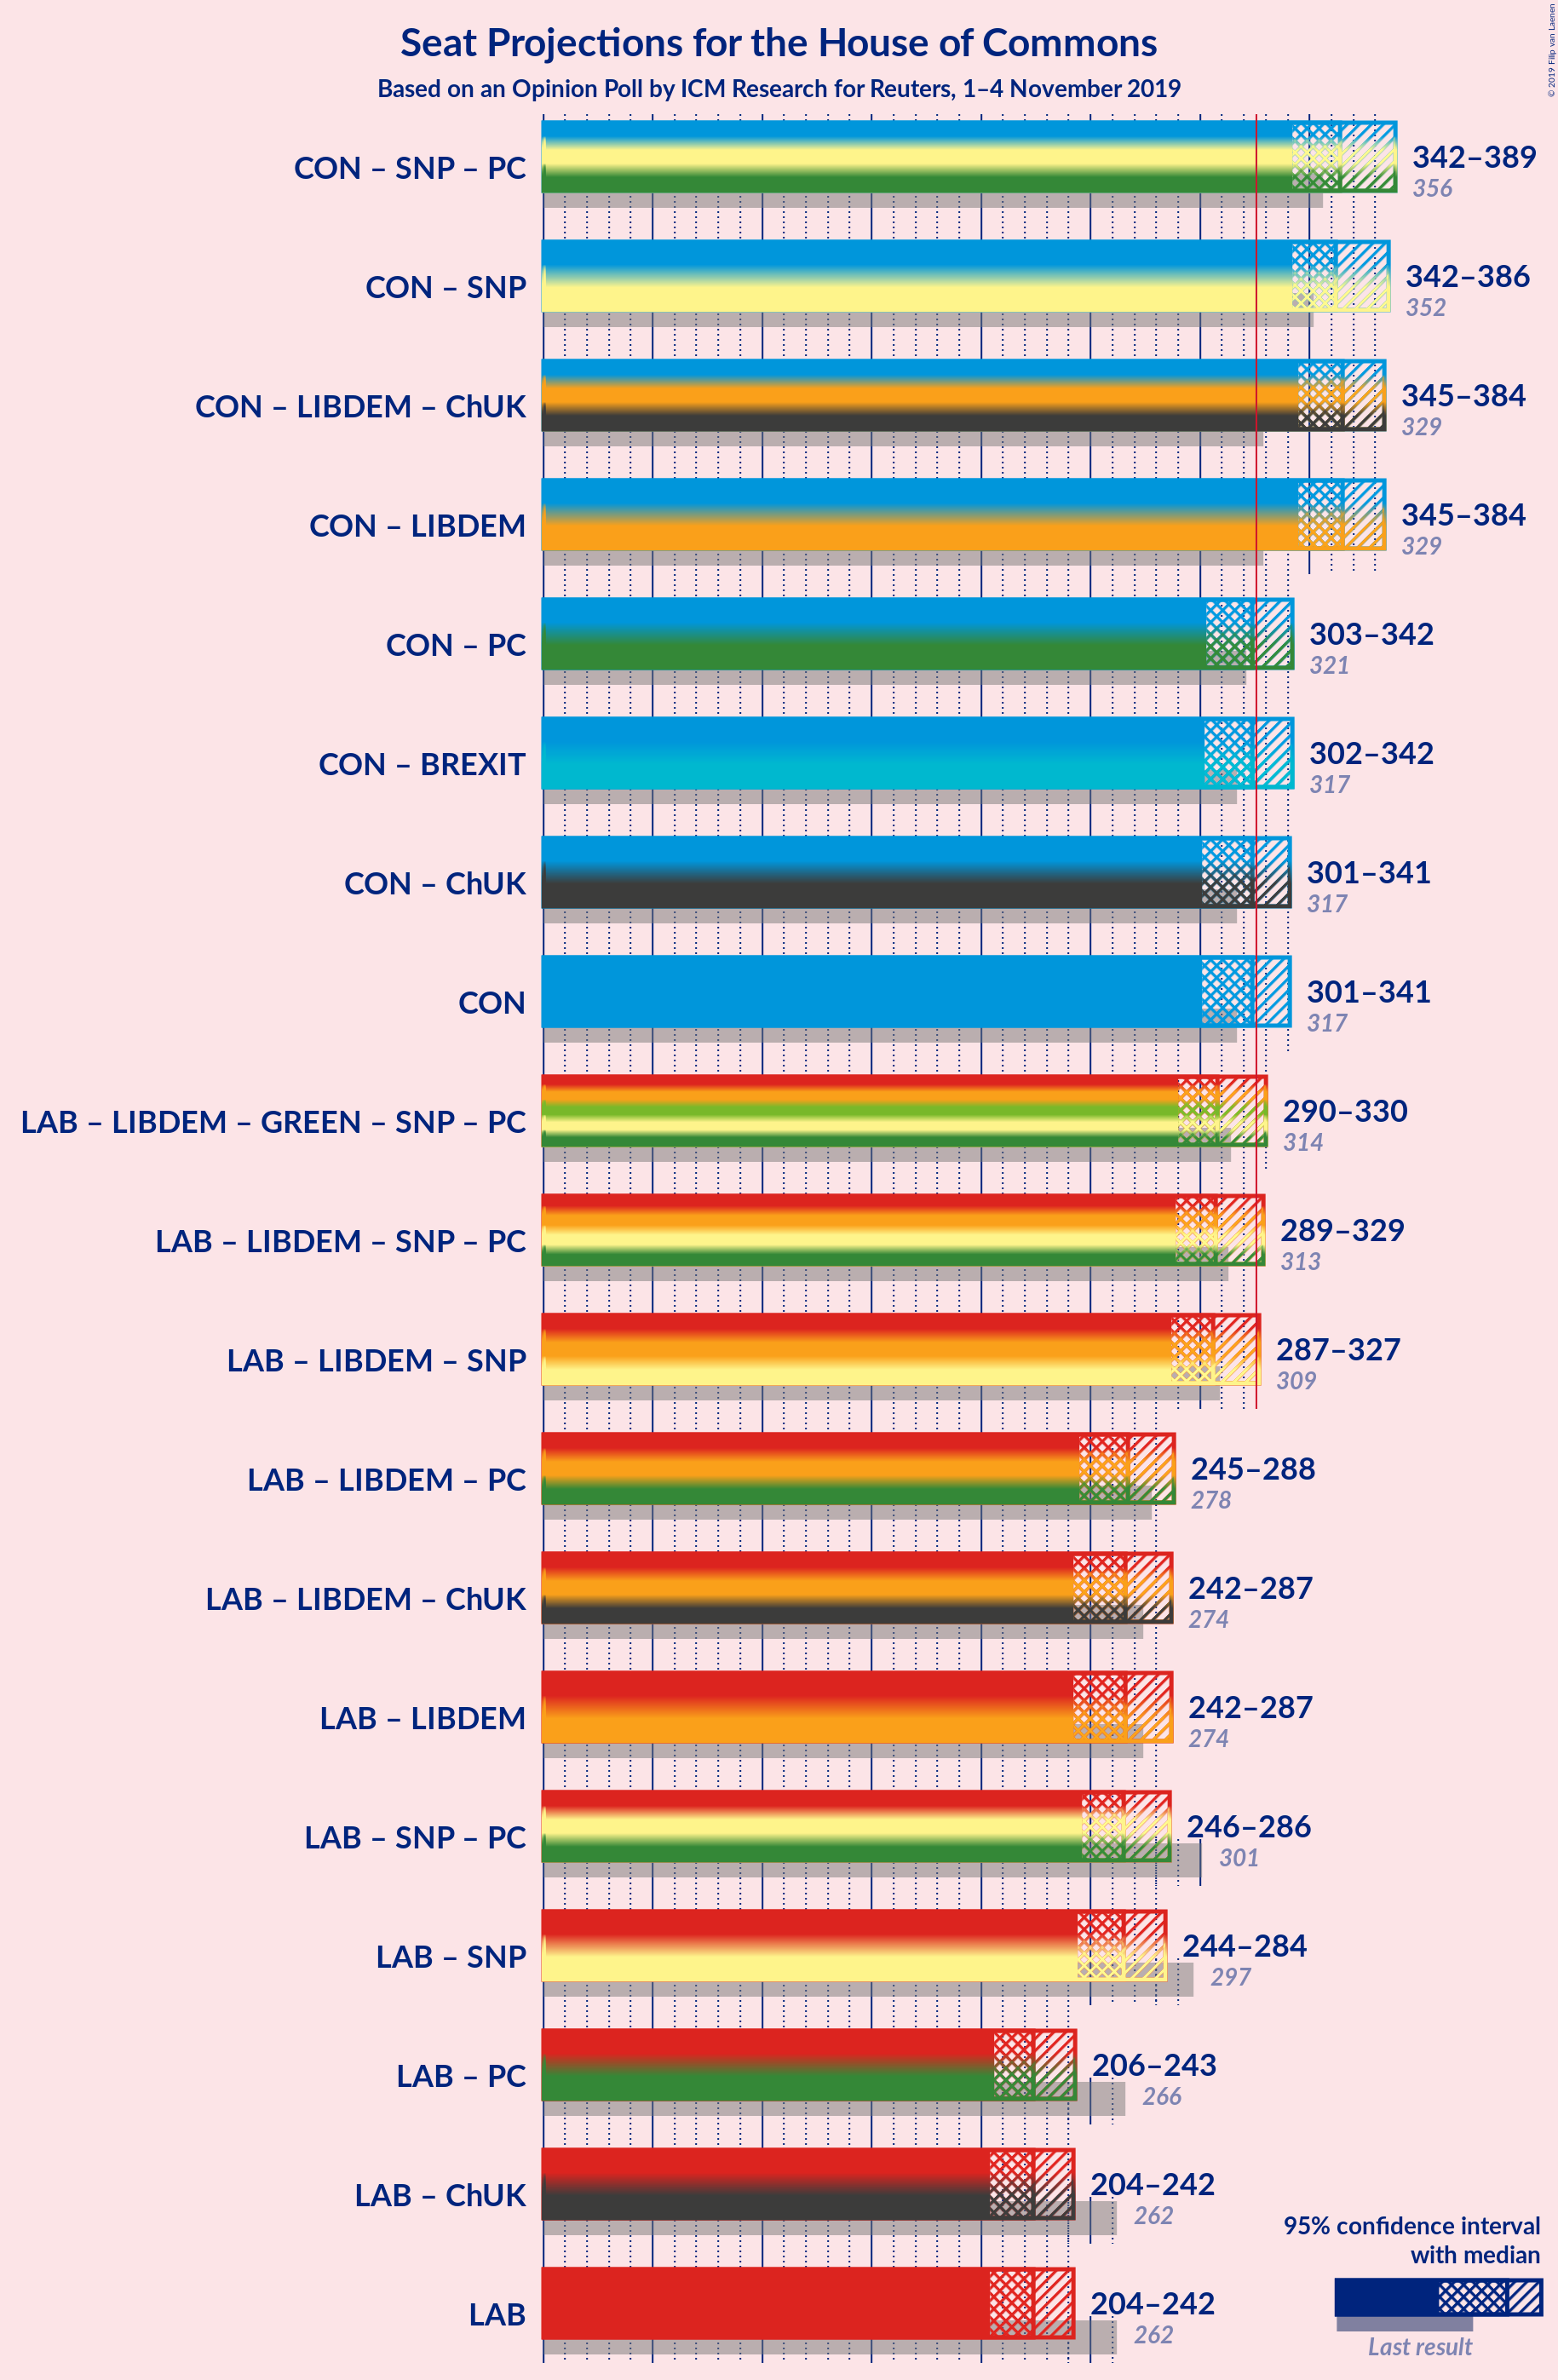 © 2019 Filip van Laenen
Seat Projections for the House of Commons
Based on an Opinion Poll by ICM Research for Reuters, 1–4 November 2019
CON – SNP – PC
342–389
356
CON – SNP
342–386
352
CON – LIBDEM – ChUK
345–384
329
CON – LIBDEM
345–384
329
CON – PC
303–342
321
CON – BREXIT
302–342
317
CON – ChUK
301–341
317
CON
301–341
317
LAB – LIBDEM – GREEN – SNP – PC
290–330
314
LAB – LIBDEM – SNP – PC
289–329
313
LAB – LIBDEM – SNP
287–327
309
LAB – LIBDEM – PC
245–288
278
LAB – LIBDEM – ChUK
242–287
274
LAB – LIBDEM
242–287
274
LAB – SNP – PC
246–286
301
LAB – SNP
244–284
297
LAB – PC
206–243
266
LAB – ChUK
204–242
262
LAB
204–242
262
95% confidence interval
with median
Last result